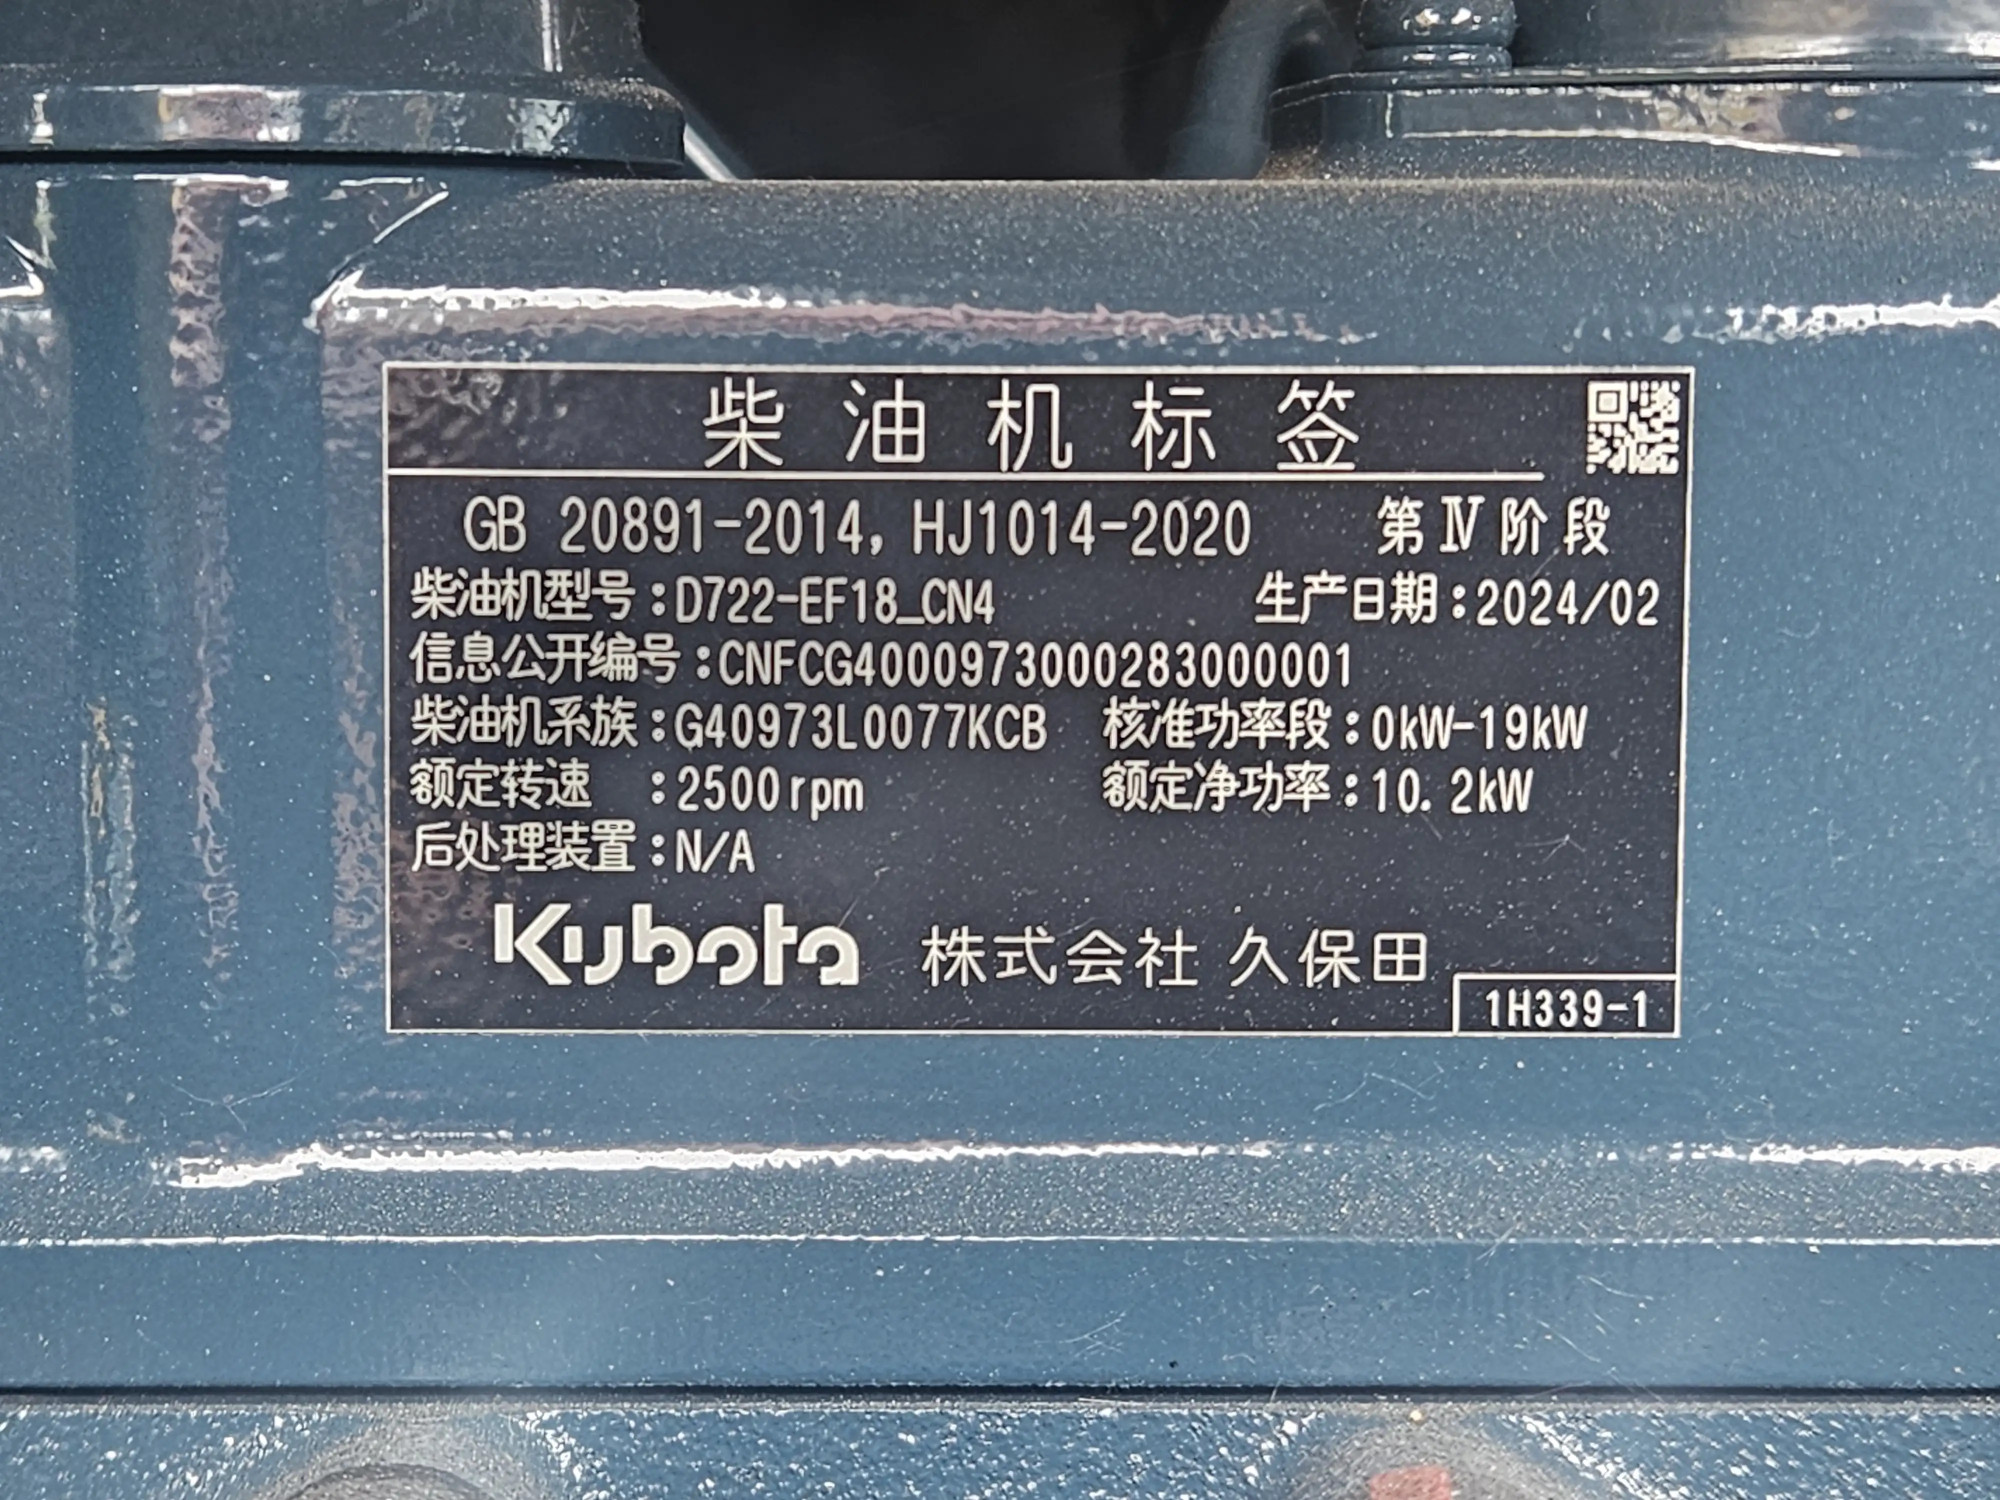 柴油机标签
GB 20891-2014, HJ1014-2020 第Ⅳ阶段
柴油机型号:D722-EF18_CN4 生产日期:2024/02
信息公开编号:CNFCG4000973000283000001
柴油机系族:G40973L0077KCB 核准功率段:0kW-19kW
额定转速 :2500rpm 额定净功率:10.2kW
后处理装置:N/A
Kubota 株式会社 久保田
1H339-1